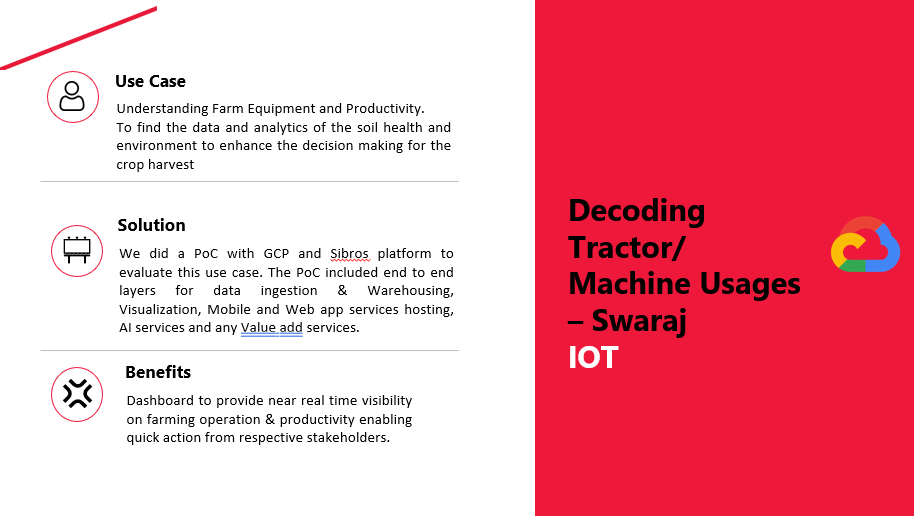 Use Case
Understanding Farm Equipment and Productivity.
To find the data and analytics of the soil health and
environment to enhance the decision making for the
crop harvest
Solution
We did a PoC with GCP and Sibros platform to
evaluate this use case. The PoC included end to end
layers for data ingestion & Warehousing,
Visualization, Mobile and Web app services hosting,
AI services and any Value add services.
Benefits
Dashboard to provide near real time visibility
on farming operation & productivity enabling
quick action from respective stakeholders.
Decoding
Tractor/
Machine Usages
– Swaraj
IOT